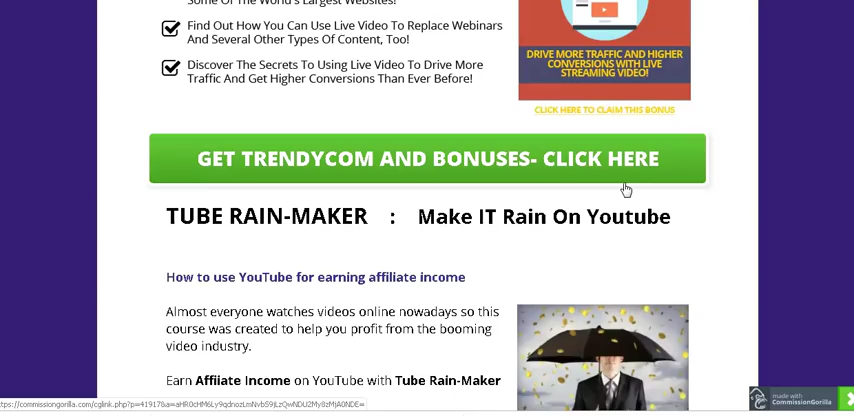 Some Of The World's Largest Websites!
Find Out How You Can Use Live Video To Replace Webinars
And Several Other Types Of Content, Too!
Discover The Secrets To Using Live Video To Drive More
Traffic And Get Higher Conversions Than Ever Before!
DRIVE MORE TRAFFIC AND HIGHER
CONVERSIONS WITH LIVE
STREAMING VIDEO!
CLICK HERE TO CLAIM THIS BONUS
GET TRENDYCOM AND BONUSES- CLICK HERE
TUBE RAIN-MAKER : Make IT Rain On Youtube
How to use YouTube for earning affiliate income
Almost everyone watches videos online nowadays so this
course was created to help you profit from the booming
video industry.
Earn Affiliate Income on YouTube with Tube Rain-Maker
made with
CommissionGorilla